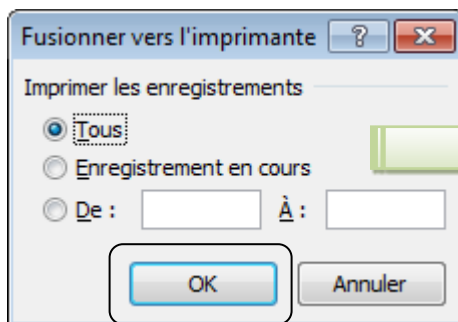 Fusionner vers l'imprimante ?
Imprimer les enregistrements
Tous
Enregistrement en cours
De : À :
OK Annuler